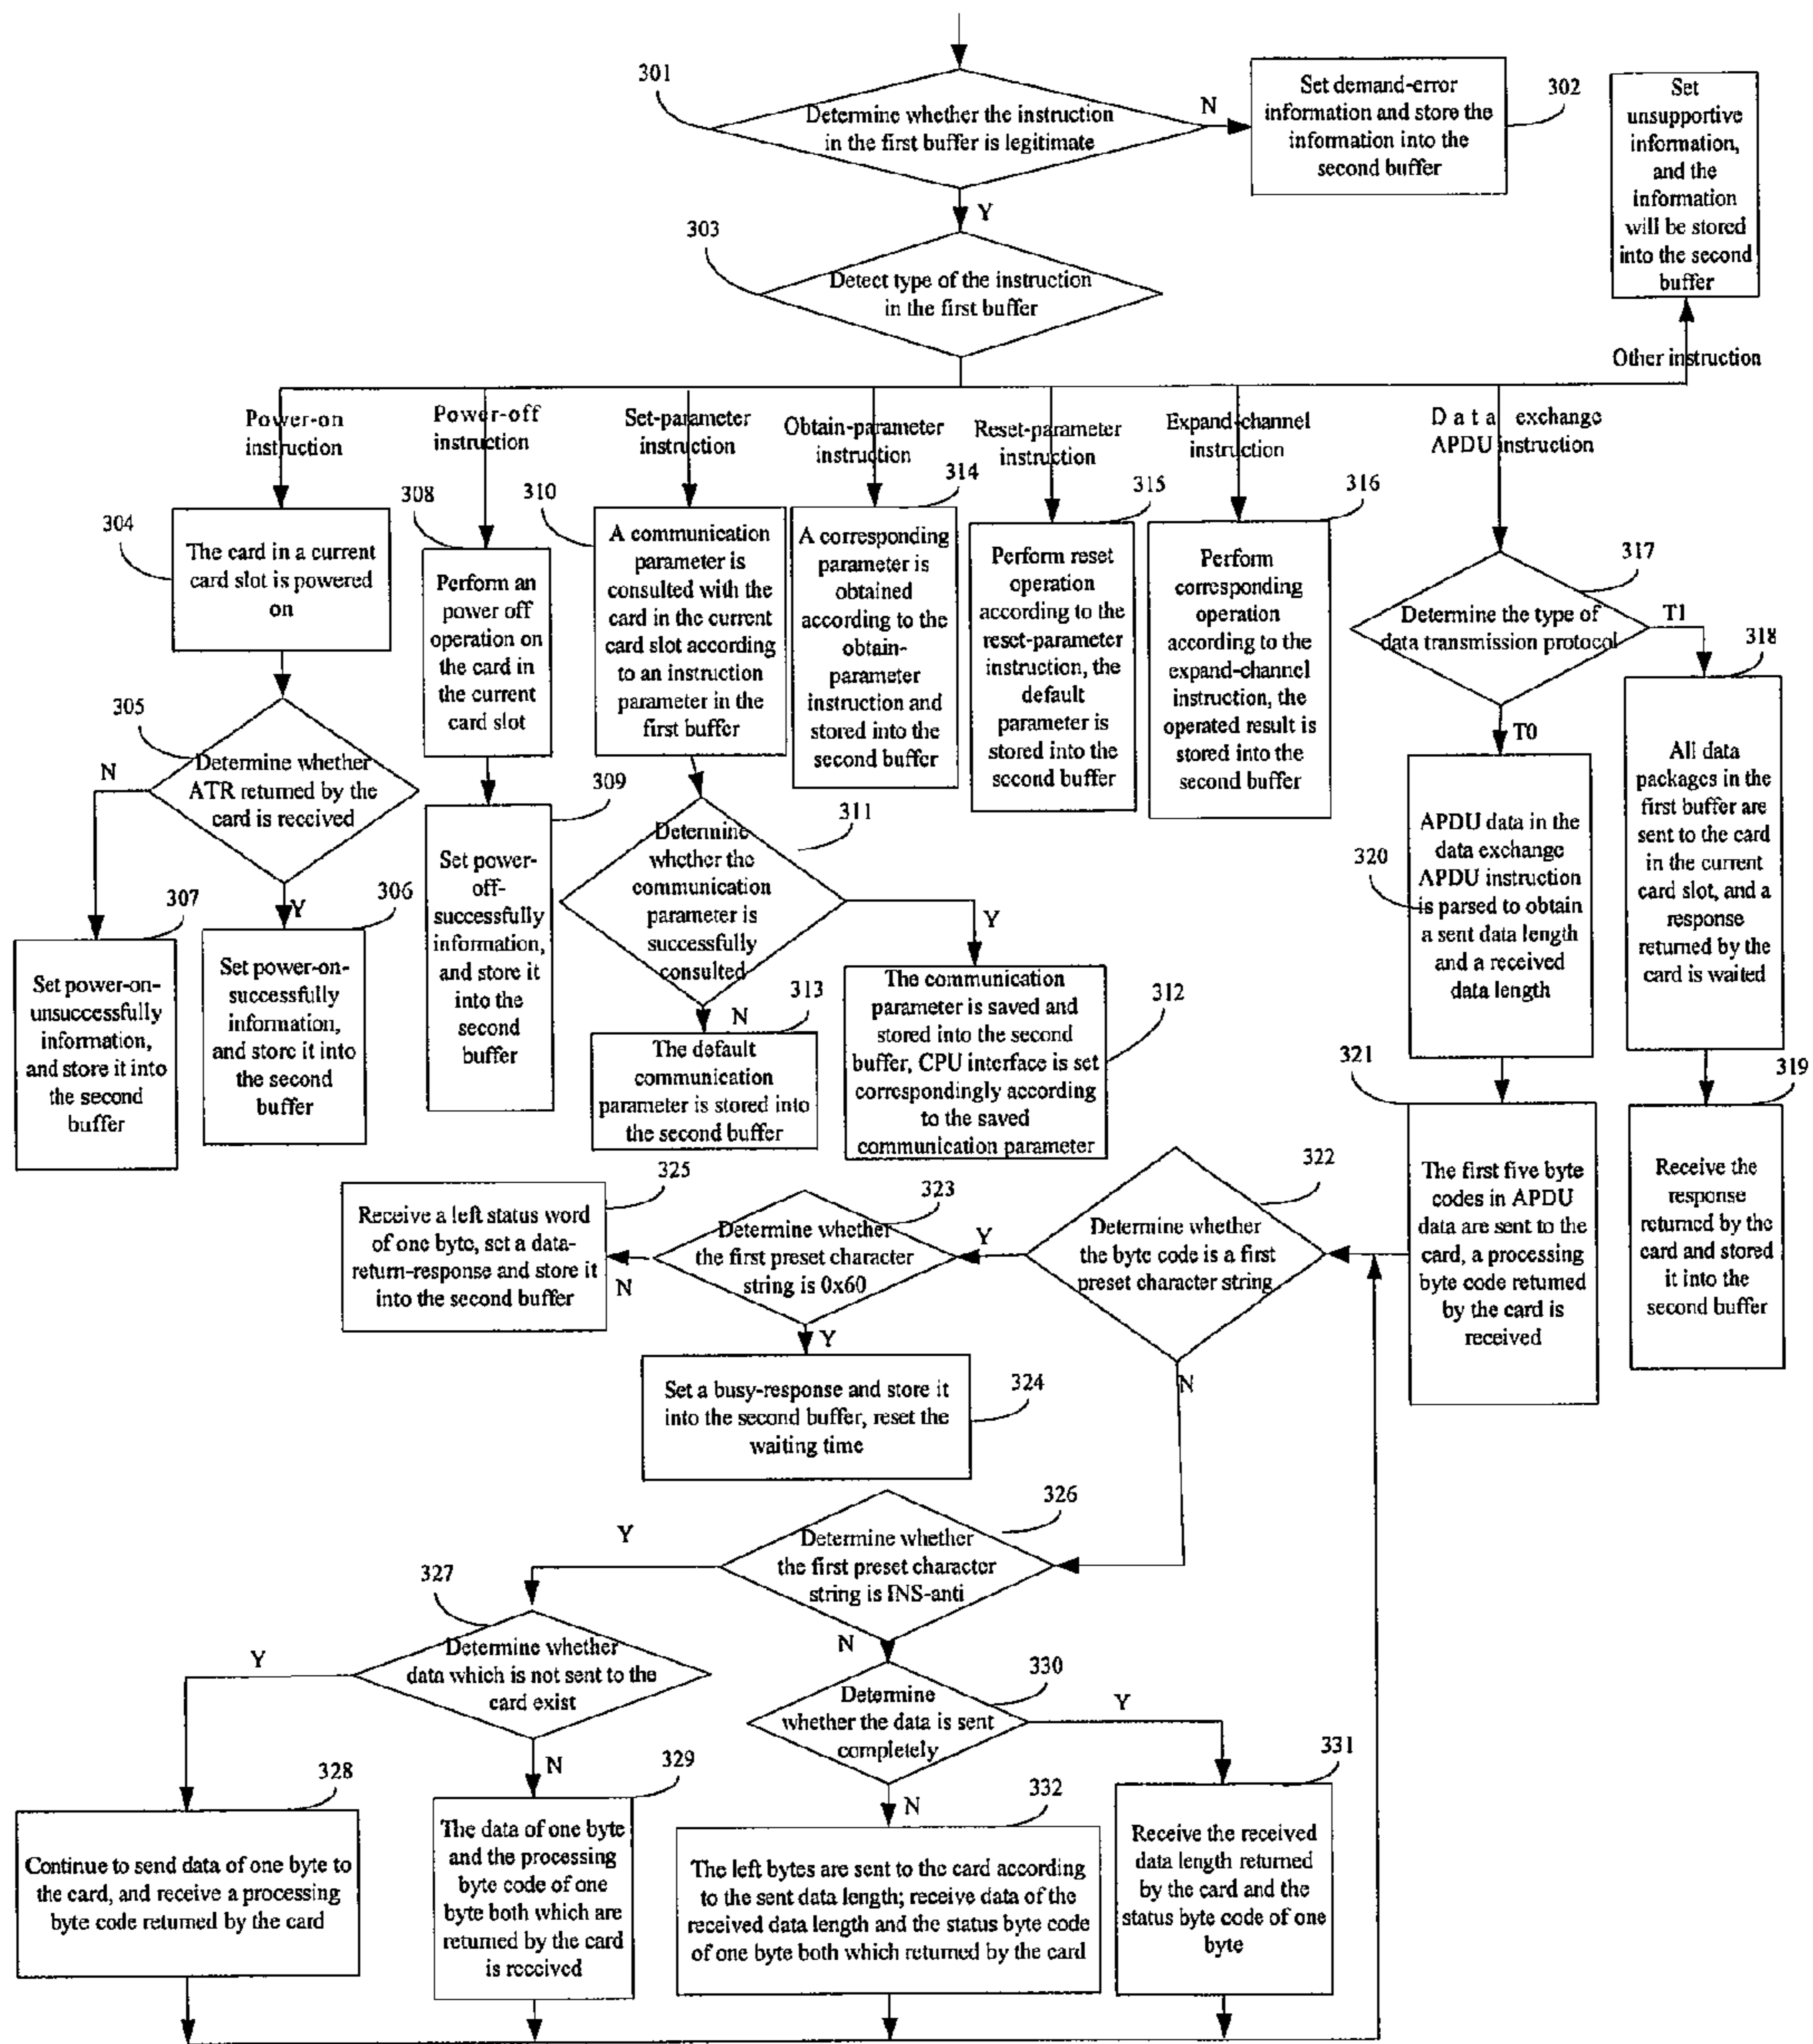 301
Determine whether the instruction
in the first buffer is legitimate
N
Set demand-error
information and store the
information into the
second buffer
302
Set
unsupportive
information,
and the
information
will be stored
into the second
buffer
Y
303
Detect type of the instruction
in the first buffer
Other instruction
Power-on
instruction
Power-off
instruction
Set-parameter
instruction
Obtain-parameter
instruction
Reset-parameter
instruction
Expand-channel
instruction
Data exchange
APDU instruction
304
The card in a current
card slot is powered
on
308
Perform an
power off
operation on
the card in
the current
card slot
310
A communication
parameter is
consulted with the
card in the current
card slot according
to an instruction
parameter in the
first buffer
314
A corresponding
parameter is
obtained
according to the
obtain-
parameter
instruction and
stored into the
second buffer
315
Perform reset
operation
according to the
reset-parameter
instruction, the
default
parameter is
stored into the
second buffer
316
Perform
corresponding
operation
according to the
expand-channel
instruction, the
operated result is
stored into the
second buffer
317
Determine the type of
data transmission protocol
T1
T0
318
All data
packages in the
first buffer are
sent to the card
in the current
card slot, and a
response
returned by the
card is waited
305
Determine whether
ATR returned by the
card is received
N
Y
307
Set power-on-
unsuccessfully
information,
and store it into
the second
buffer
306
Set power-on-
successfully
information,
and store it into
the second
buffer
309
Set power-
off-
successfully
information,
and store it
into the
second
buffer
311
Determine
whether the
communication
parameter is
successfully
consulted
Y
N
313
The default
communication
parameter is stored into
the second buffer
312
The communication
parameter is saved and
stored into the second
buffer, CPU interface is set
correspondingly according
to the saved
communication parameter
320
APDU data in the
data exchange
APDU instruction
is parsed to obtain
a sent data length
and a received
data length
319
Receive the
response
returned by the
card and stored
it into the
second buffer
321
The first five byte
codes in APDU
data are sent to the
card, a processing
byte code returned
by the card is
received
322
Determine whether
the byte code is a first
preset character string
Y
N
323
Determine whether
the first preset character
string is 0x60
N
Y
325
Receive a left status word
of one byte, set a data-
return-response and store it
into the second buffer
324
Set a busy-response and store it
into the second buffer, reset the
waiting time
326
Determine whether
the first preset character
string is INS-anti
Y
N
327
Determine whether
data which is not sent to the
card exist
Y
N
330
Determine
whether the data is sent
completely
Y
N
328
Continue to send data of one byte to
the card, and receive a processing
byte code returned by the card
329
The data of one byte
and the processing
byte code of one
byte both which are
returned by the card
is received
332
The left bytes are sent to the card according
to the sent data length; receive data of the
received data length and the status byte code
of one byte both which returned by the card
331
Receive the received
data length returned
by the card and the
status byte code of one
byte